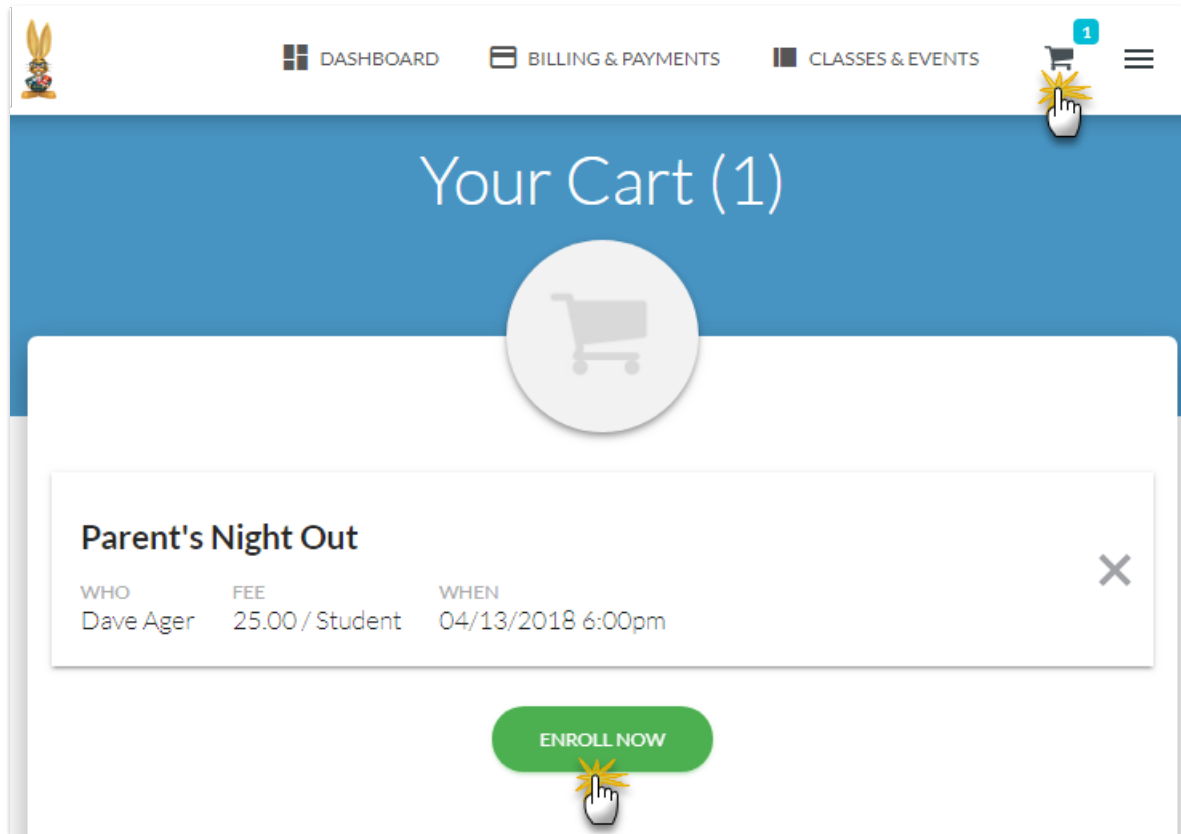 1
DASHBOARD BILLING & PAYMENTS CLASSES & EVENTS
Your Cart (1)
Parent's Night Out
WHO FEE WHEN
Dave Ager 25.00 / Student 04/13/2018 6:00pm
ENROLL NOW